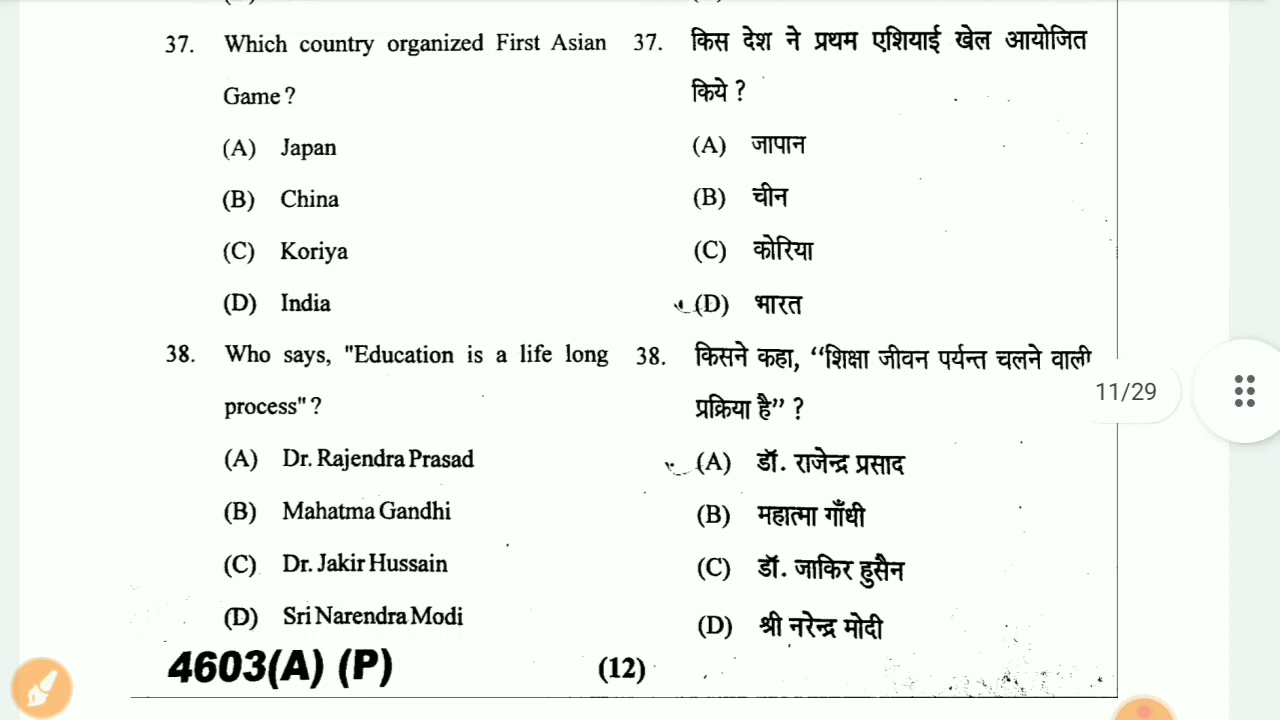 37. Which country organized First Asian
Game ?
(A) Japan
(B) China
(C) Koriya
(D) India
38. Who says, "Education is a life long
process" ?
(A) Dr. Rajendra Prasad
(B) Mahatma Gandhi
(C) Dr. Jakir Hussain
(D) Sri Narendra Modi
37. किस देश ने प्रथम एशियाई खेल आयोजित
किये ?
(A) जापान
(B) चीन
(C) कोरिया
(D) भारत
38. किसने कहा, ‘‘शिक्षा जीवन पर्यन्त चलने वाली
प्रक्रिया है’’ ?
(A) डॉ. राजेन्द्र प्रसाद
(B) महात्मा गाँधी
(C) डॉ. जाकिर हुसैन
(D) श्री नरेन्द्र मोदी
11/29
4603(A) (P)
(12)